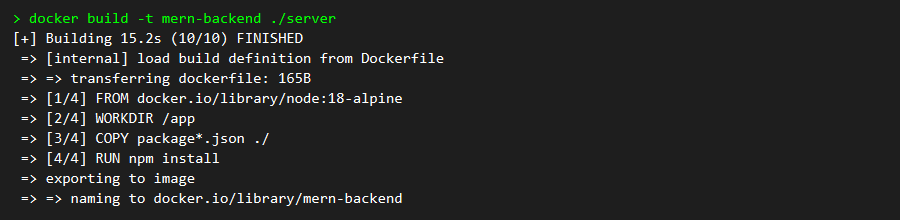 > docker build -t mern-backend ./server
[+] Building 15.2s (10/10) FINISHED
=> [internal] load build definition from Dockerfile
=> => transferring dockerfile: 165B
=> [1/4] FROM docker.io/library/node:18-alpine
=> [2/4] WORKDIR /app
=> [3/4] COPY package*.json ./
=> [4/4] RUN npm install
=> exporting to image
=> => naming to docker.io/library/mern-backend